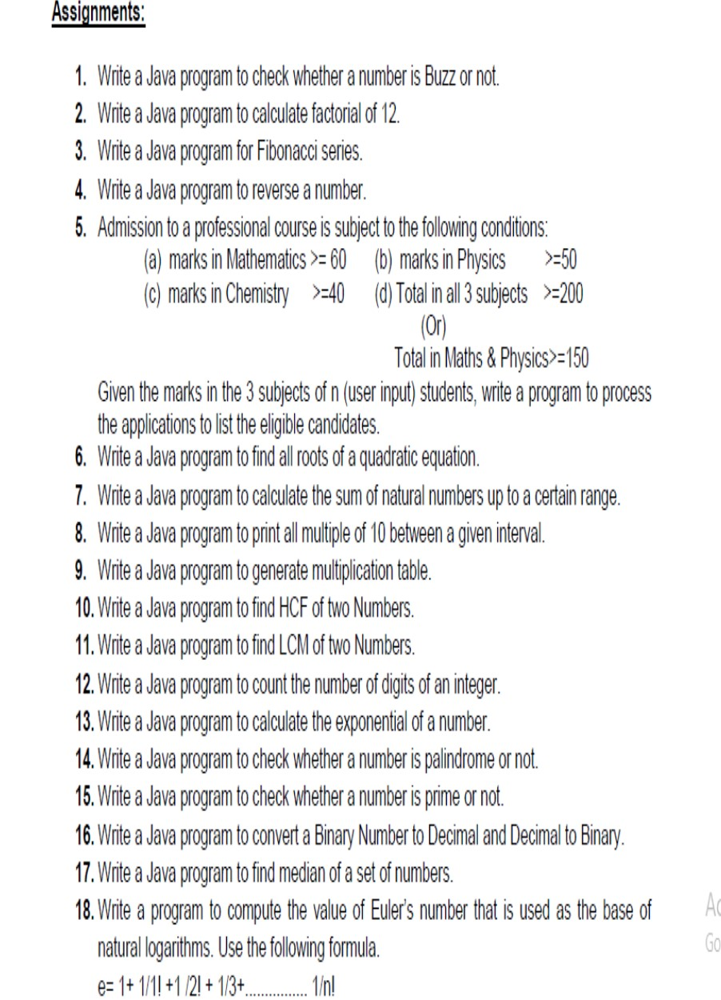 Assignments:
1. Write a Java program to check whether a number is Buzz or not.
2. Write a Java program to calculate factorial of 12.
3. Write a Java program for Fibonacci series.
4. Write a Java program to reverse a number.
5. Admission to a professional course is subject to the following conditions:
(a) marks in Mathematics >= 60 (b) marks in Physics >=50
(c) marks in Chemistry >=40 (d) Total in all 3 subjects >=200
(Or)
Total in Maths & Physics>=150
Given the marks in the 3 subjects of n (user input) students, write a program to process
the applications to list the eligible candidates.
6. Write a Java program to find all roots of a quadratic equation.
7. Write a Java program to calculate the sum of natural numbers up to a certain range.
8. Write a Java program to print all multiple of 10 between a given interval.
9. Write a Java program to generate multiplication table.
10. Write a Java program to find HCF of two Numbers.
11. Write a Java program to find LCM of two Numbers.
12. Write a Java program to count the number of digits of an integer.
13. Write a Java program to calculate the exponential of a number.
14. Write a Java program to check whether a number is palindrome or not.
15. Write a Java program to check whether a number is prime or not.
16. Write a Java program to convert a Binary Number to Decimal and Decimal to Binary.
17. Write a Java program to find median of a set of numbers.
18. Write a program to compute the value of Euler's number that is used as the base of
natural logarithms. Use the following formula.
e= 1+ 1/1! +1 /2! + 1/3+............... 1/n!
Ac
Go